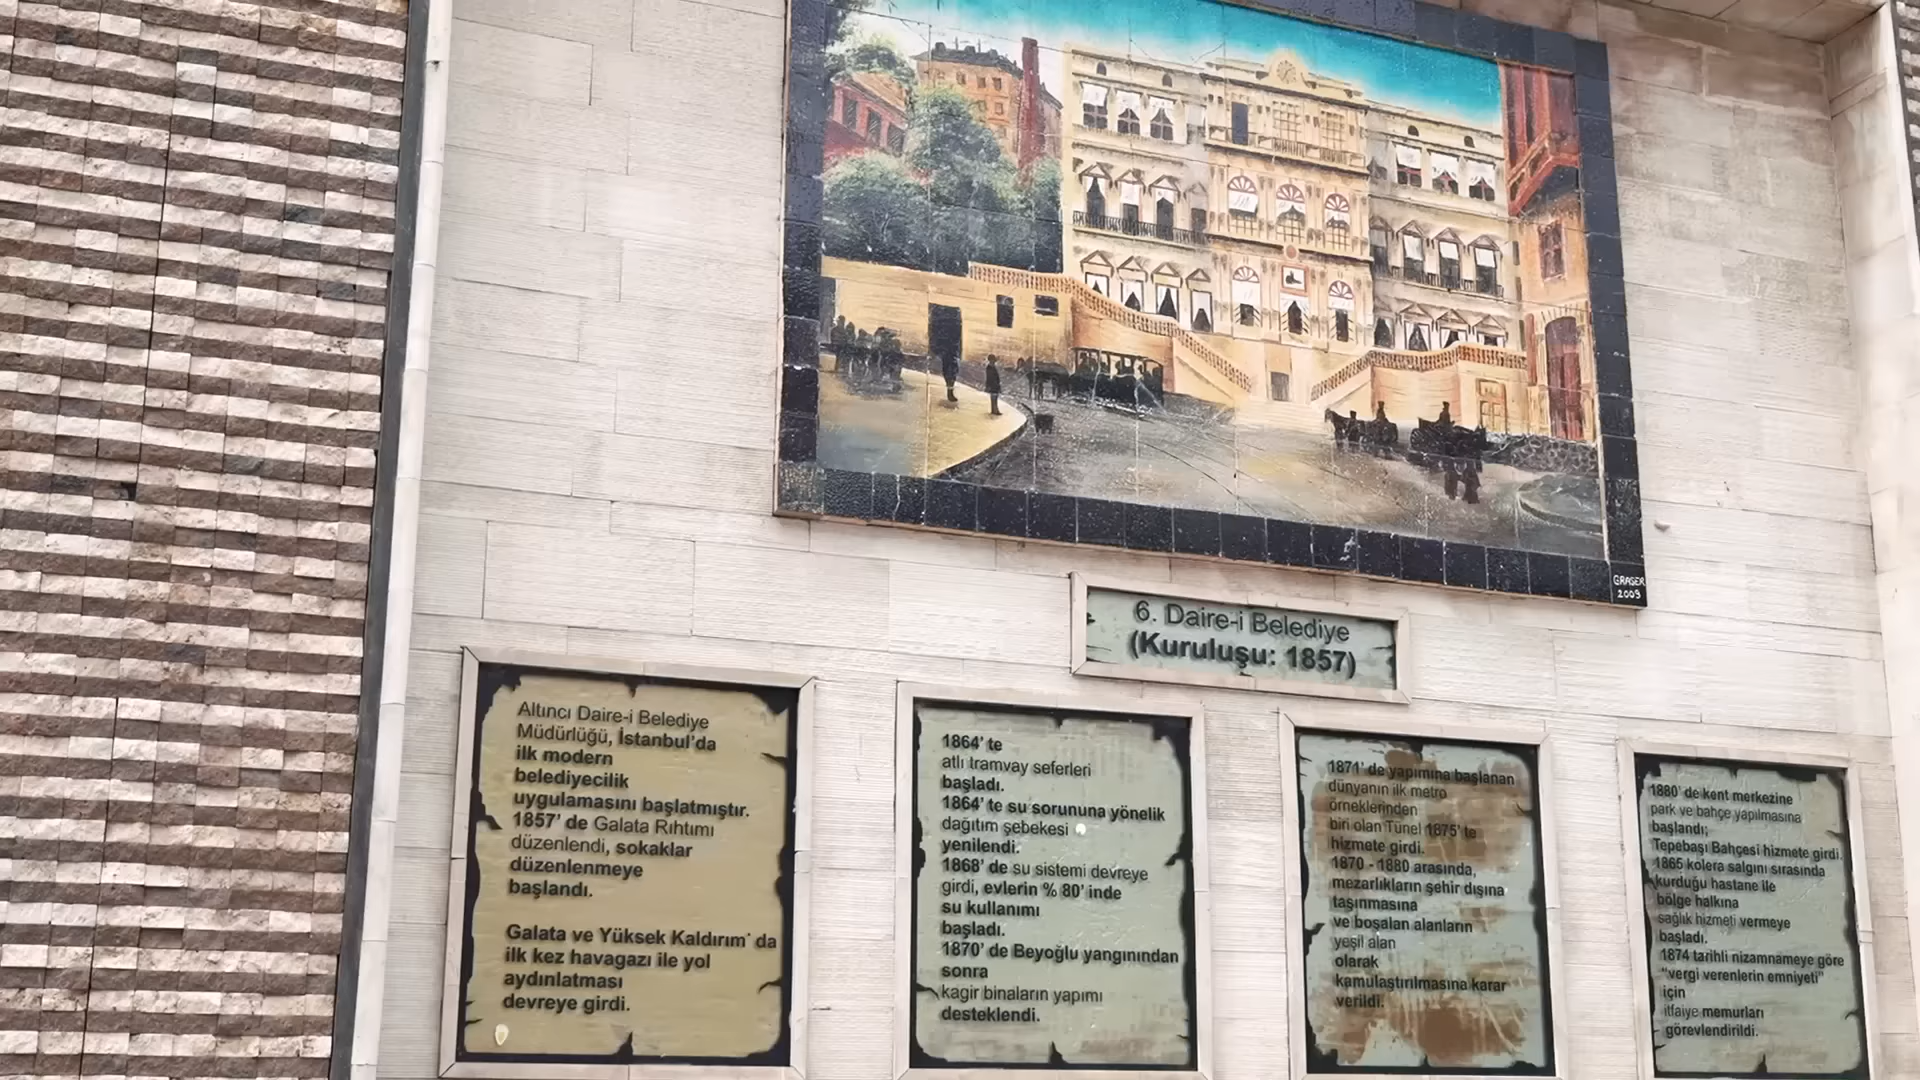 GRAGER
2009
6. Daire-i Belediye
(Kuruluşu: 1857)
Altıncı Daire-i Belediye
Müdürlüğü, İstanbul'da
ilk modern
belediyecilik
uygulamasını başlatmıştır.
1857' de Galata Rıhtımı
düzenlendi, sokaklar
düzenlenmeye
başlandı.
Galata ve Yüksek Kaldırım' da
ilk kez havagazı ile yol
aydınlatması
devreye girdi.
1864' te
atlı tramvay seferleri
başladı.
1864' te su sorununa yönelik
dağıtım şebekesi
yenilendi.
1868' de su sistemi devreye
girdi, evlerin % 80' inde
su kullanımı
başladı.
1870' de Beyoğlu yangınından
sonra
kagir binaların yapımı
desteklendi.
1871' de yapımına başlanan
dünyanın ilk metro
örneklerinden
biri olan Tünel 1875' te
hizmete girdi.
1870 - 1880 arasında,
mezarlıkların şehir dışına
taşınmasına
ve boşalan alanların
yeşil alan
olarak
kamulaştırılmasına karar
verildi.
1880' de kent merkezine
park ve bahçe yapılmasına
başlandı;
Tepebaşı Bahçesi hizmete girdi.
1865 kolera salgını sırasında
kurduğu hastane ile
bölge halkına
sağlık hizmeti vermeye
başladı.
1874 tarihli nizamnameye göre
"vergi verenlerin emniyeti"
için
itfaiye memurları
görevlendirildi.